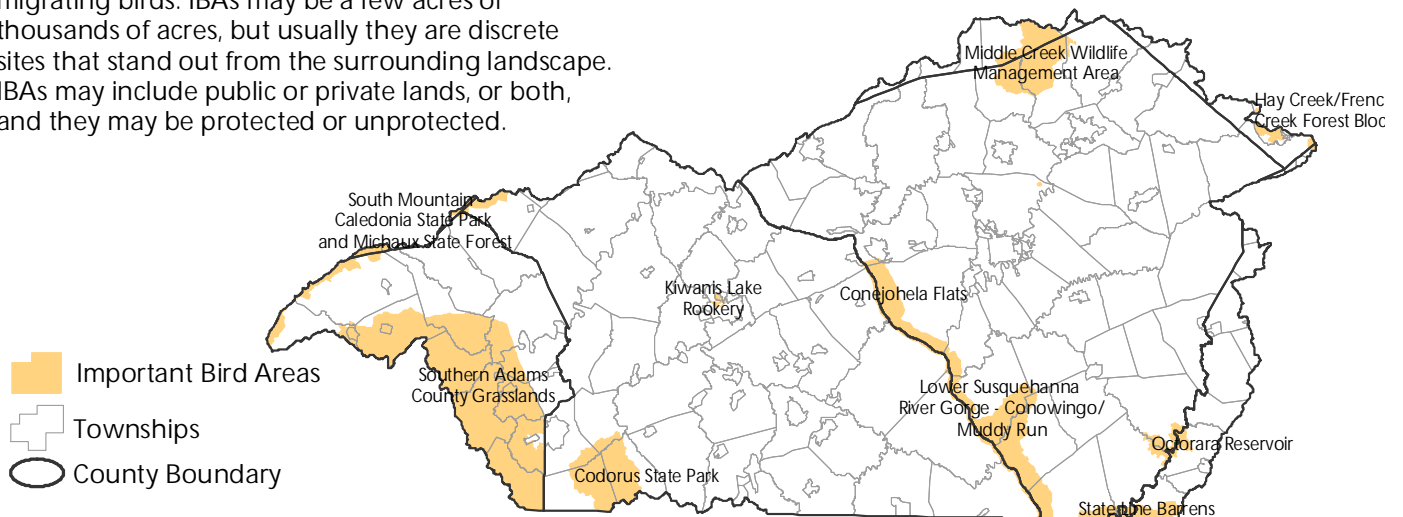 migrating birds. IBAs may be a few acres or
thousands of acres, but usually they are discrete
sites that stand out from the surrounding landscape.
IBAs may include public or private lands, or both,
and they may be protected or unprotected.
Middle Creek Wildlife
Management Area
Hay Creek/Frenc
Creek Forest Bloc
South Mountain
Caledonia State Park
and Michaux State Forest
Kiwanis Lake
Rookery
Conejohela Flats
Important Bird Areas
Townships
County Boundary
Southern Adams
County Grasslands
Lower Susquehanna
River Gorge - Conowingo/
Muddy Run
Octorara Reservoir
Codorus State Park
State Line Barrens